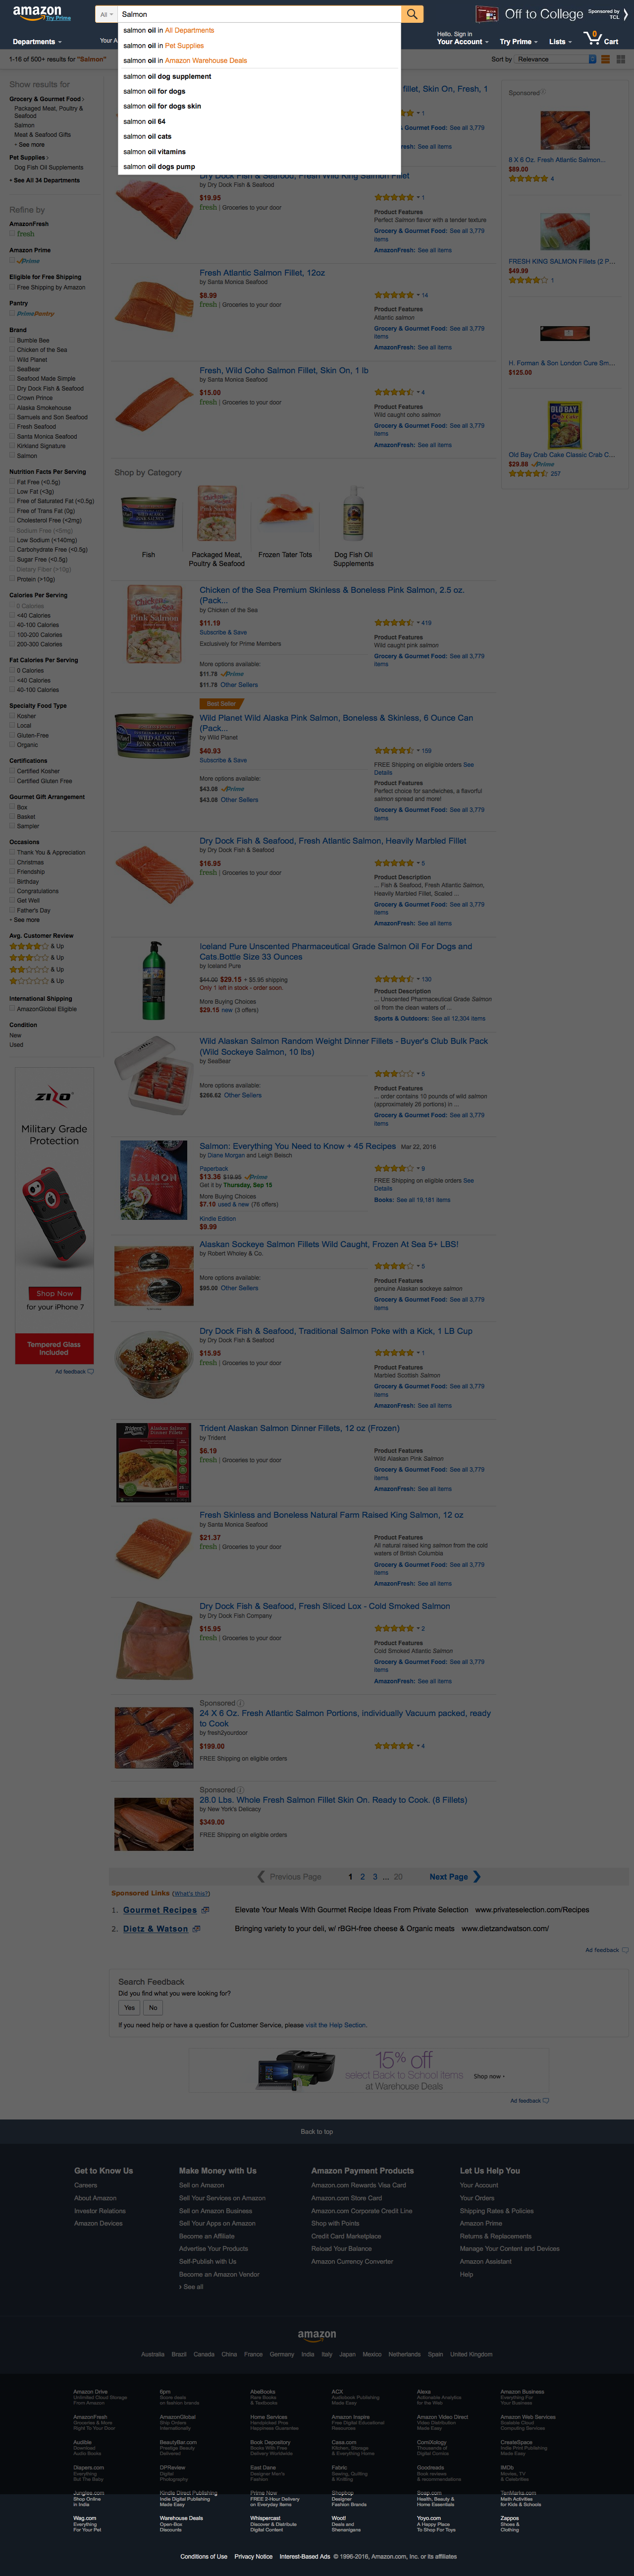 amazon
Try Prime
All
Salmon
Off to College
Sponsored by
TCL
Departments
Your A
Hello. Sign in
Your Account
Try Prime
Lists
0
Cart
salmon oil in All Departments
salmon oil in Pet Supplies
salmon oil in Amazon Warehouse Deals
salmon oil dog supplement
salmon oil for dogs
salmon oil for dogs skin
salmon oil 64
salmon oil cats
salmon oil vitamins
salmon oil dogs pump
1-16 of 500+ results for "Salmon"
Sort by Relevance
Show results for
Grocery & Gourmet Food ›
Packaged Meat, Poultry &
Seafood
Salmon
Meat & Seafood Gifts
+ See more
Pet Supplies ›
Dog Fish Oil Supplements
+ See All 34 Departments
Refine by
AmazonFresh
fresh
Amazon Prime
Prime
Eligible for Free Shipping
Free Shipping by Amazon
Pantry
PrimePantry
Brand
Bumble Bee
Chicken of the Sea
Wild Planet
SeaBear
Seafood Made Simple
Dry Dock Fish & Seafood
Crown Prince
Alaska Smokehouse
Samuels and Son Seafood
Fresh Seafood
Santa Monica Seafood
Kirkland Signature
Salmon
Nutrition Facts Per Serving
Fat Free (<0.5g)
Low Fat (<3g)
Free of Saturated Fat (<0.5g)
Free of Trans Fat (0g)
Cholesterol Free (<2mg)
Sodium Free (<5mg)
Low Sodium (<140mg)
Carbohydrate Free (<0.5g)
Sugar Free (<0.5g)
Dietary Fiber (>10g)
Protein (>10g)
Calories Per Serving
0 Calories
<40 Calories
40-100 Calories
100-200 Calories
200-300 Calories
Fat Calories Per Serving
0 Calories
<40 Calories
40-100 Calories
Specialty Food Type
Kosher
Local
Gluten-Free
Organic
Certifications
Certified Kosher
Certified Gluten Free
Gourmet Gift Arrangement
Box
Basket
Sampler
Occasions
Thank You & Appreciation
Christmas
Friendship
Birthday
Congratulations
Get Well
Father's Day
+ See more
Avg. Customer Review
& Up
& Up
& Up
& Up
International Shipping
AmazonGlobal Eligible
Condition
New
Used
ZIZO
Military Grade
Protection
Shop Now
for your iPhone 7
Tempered Glass
Included
Ad feedback
fillet, Skin On, Fresh, 1
1
Gourmet Food: See all 3,779
fresh: See all items
Dry Dock Fish & Seafood, Fresh Wild King Salmon Fillet
by Dry Dock Fish & Seafood
$19.95
fresh | Groceries to your door
1
Product Features
Perfect Salmon flavor with a tender texture
Grocery & Gourmet Food: See all 3,779
items
AmazonFresh: See all items
Fresh Atlantic Salmon Fillet, 12oz
by Santa Monica Seafood
$8.99
fresh | Groceries to your door
14
Product Features
Atlantic salmon
Grocery & Gourmet Food: See all 3,779
items
AmazonFresh: See all items
Fresh, Wild Coho Salmon Fillet, Skin On, 1 lb
by Santa Monica Seafood
$15.00
fresh | Groceries to your door
4
Product Features
Wild caught coho salmon
Grocery & Gourmet Food: See all 3,779
items
AmazonFresh: See all items
Shop by Category
Fish
Packaged Meat,
Poultry & Seafood
Frozen Tater Tots
Dog Fish Oil
Supplements
Chicken of the Sea Premium Skinless & Boneless Pink Salmon, 2.5 oz.
(Pack...
by Chicken of the Sea
$11.19
Subscribe & Save
Exclusively for Prime Members
More options available:
$11.78 Prime
$11.78 Other Sellers
419
Product Features
Wild caught pink salmon
Grocery & Gourmet Food: See all 3,779
items
Best Seller
Wild Planet Wild Alaska Pink Salmon, Boneless & Skinless, 6 Ounce Can
(Pack...
by Wild Planet
$40.93
Subscribe & Save
More options available:
$43.08 Prime
$43.08 Other Sellers
159
FREE Shipping on eligible orders See
Details
Product Features
Perfect choice for sandwiches, a flavorful
salmon spread and more!
Grocery & Gourmet Food: See all 3,779
items
Dry Dock Fish & Seafood, Fresh Atlantic Salmon, Heavily Marbled Fillet
by Dry Dock Fish & Seafood
$16.95
fresh | Groceries to your door
5
Product Description
... Fish & Seafood, Fresh Atlantic Salmon,
Heavily Marbled Fillet, Scaled ...
Grocery & Gourmet Food: See all 3,779
items
AmazonFresh: See all items
Iceland Pure Unscented Pharmaceutical Grade Salmon Oil For Dogs and
Cats.Bottle Size 33 Ounces
by Iceland Pure
$44.00 $29.15 + $5.95 shipping
Only 1 left in stock - order soon.
More Buying Choices
$29.15 new (3 offers)
130
Product Description
... Unscented Pharmaceutical Grade Salmon
oil from the clean waters of ...
Sports & Outdoors: See all 12,204 items
Wild Alaskan Salmon Random Weight Dinner Fillets - Buyer's Club Bulk Pack
(Wild Sockeye Salmon, 10 lbs)
by SeaBear
More options available:
$266.62 Other Sellers
5
Product Features
... order contains 10 pounds of wild salmon
(approximately 26 portions) in ...
Grocery & Gourmet Food: See all 3,779
items
SALMON
Salmon: Everything You Need to Know + 45 Recipes Mar 22, 2016
by Diane Morgan and Leigh Beisch
Paperback
$13.36 $19.95 Prime
Get it by Thursday, Sep 15
More Buying Choices
$7.10 used & new (76 offers)
Kindle Edition
$9.99
9
FREE Shipping on eligible orders See
Details
Books: See all 19,181 items
Alaskan Sockeye Salmon Fillets Wild Caught, Frozen At Sea 5+ LBS!
by Robert Wholey & Co.
More options available:
$95.00 Other Sellers
5
Product Features
genuine Alaskan sockeye salmon
Grocery & Gourmet Food: See all 3,779
items
Dry Dock Fish & Seafood, Traditional Salmon Poke with a Kick, 1 LB Cup
by Dry Dock Fish & Seafood
$15.95
fresh | Groceries to your door
1
Product Features
Marbled Scottish Salmon
Grocery & Gourmet Food: See all 3,779
items
AmazonFresh: See all items
Trident Alaskan Salmon Dinner Fillets, 12 oz (Frozen)
by Trident
$6.19
fresh | Groceries to your door
Product Features
Wild Alaskan Pink Salmon
Grocery & Gourmet Food: See all 3,779
items
AmazonFresh: See all items
Fresh Skinless and Boneless Natural Farm Raised King Salmon, 12 oz
by Santa Monica Seafood
$21.37
fresh | Groceries to your door
Product Features
All natural raised king salmon from the cold
waters of British Columbia
Grocery & Gourmet Food: See all 3,779
items
AmazonFresh: See all items
Dry Dock Fish & Seafood, Fresh Sliced Lox - Cold Smoked Salmon
by Dry Dock Fish Company
$15.95
fresh | Groceries to your door
2
Product Features
Cold Smoked Atlantic Salmon
Grocery & Gourmet Food: See all 3,779
items
AmazonFresh: See all items
Sponsored
24 X 6 Oz. Fresh Atlantic Salmon Portions, individually Vacuum packed, ready
to Cook
by fresh2yourdoor
$199.00
FREE Shipping on eligible orders
4
Sponsored
28.0 Lbs. Whole Fresh Salmon Fillet Skin On. Ready to Cook. (8 Fillets)
by New York's Delicacy
$349.00
FREE Shipping on eligible orders
Sponsored
8 X 6 Oz. Fresh Atlantic Salmon...
$89.00
4
FRESH KING SALMON Fillets (2 P...
$49.99
1
H. Forman & Son London Cure Sm...
$125.00
OLD BAY
Old Bay Crab Cake Classic Crab C...
$29.88 Prime
257
Previous Page 1 2 3 ... 20 Next Page
Sponsored Links (What's this?)
1. Gourmet Recipes Elevate Your Meals With Gourmet Recipe Ideas From Private Selection www.privateselection.com/Recipes
2. Dietz & Watson Bringing variety to your deli, w/ rBGH-free cheese & Organic meats www.dietzandwatson.com/
Ad feedback
Search Feedback
Did you find what you were looking for?
Yes No
If you need help or have a question for Customer Service, please visit the Help Section.
15% off
select Back to School items
at Warehouse Deals
Shop now ›
Ad feedback
Back to top
Get to Know Us
Careers
About Amazon
Investor Relations
Amazon Devices
Make Money with Us
Sell on Amazon
Sell Your Services on Amazon
Sell on Amazon Business
Sell Your Apps on Amazon
Become an Affiliate
Advertise Your Products
Self-Publish with Us
Become an Amazon Vendor
› See all
Amazon Payment Products
Amazon.com Rewards Visa Card
Amazon.com Store Card
Amazon.com Corporate Credit Line
Shop with Points
Credit Card Marketplace
Reload Your Balance
Amazon Currency Converter
Let Us Help You
Your Account
Your Orders
Shipping Rates & Policies
Amazon Prime
Returns & Replacements
Manage Your Content and Devices
Amazon Assistant
Help
amazon
Australia Brazil Canada China France Germany India Italy Japan Mexico Netherlands Spain United Kingdom
Amazon Drive
Unlimited Cloud Storage
From Amazon
6pm
Score deals
on fashion brands
AbeBooks
Rare Books
& Textbooks
ACX
Audiobook Publishing
Made Easy
Alexa
Actionable Analytics
for the Web
Amazon Business
Everything For
Your Business
AmazonFresh
Groceries & More
Right To Your Door
AmazonGlobal
Ship Orders
Internationally
Home Services
Handpicked Pros
Happiness Guarantee
Amazon Inspire
Free Digital Educational
Resources
Amazon Video Direct
Video Distribution
Made Easy
Amazon Web Services
Scalable Cloud
Computing Services
Audible
Download
Audio Books
BeautyBar.com
Prestige Beauty
Delivered
Book Depository
Books With Free
Delivery Worldwide
Casa.com
Kitchen, Storage
& Everything Home
ComiXology
Thousands of
Digital Comics
CreateSpace
Indie Print Publishing
Made Easy
Diapers.com
Everything
But The Baby
DPReview
Digital
Photography
East Dane
Designer Men's
Fashion
Fabric
Sewing, Quilting
& Knitting
Goodreads
Book reviews
& recommendations
IMDb
Movies, TV
& Celebrities
Junglee.com
Shop Online
in India
Kindle Direct Publishing
Indie Digital Publishing
Made Easy
Prime Now
FREE 2-Hour Delivery
on Everyday Items
Shopbop
Designer
Fashion Brands
Soap.com
Health, Beauty &
Home Essentials
TenMarks.com
Math Activities
for Kids & Schools
Wag.com
Everything
For Your Pet
Warehouse Deals
Open-Box
Discounts
Whispercast
Discover & Distribute
Digital Content
Woot!
Deals and
Shenanigans
Yoyo.com
A Happy Place
To Shop For Toys
Zappos
Shoes &
Clothing
Conditions of Use Privacy Notice Interest-Based Ads © 1996-2016, Amazon.com, Inc. or its affiliates